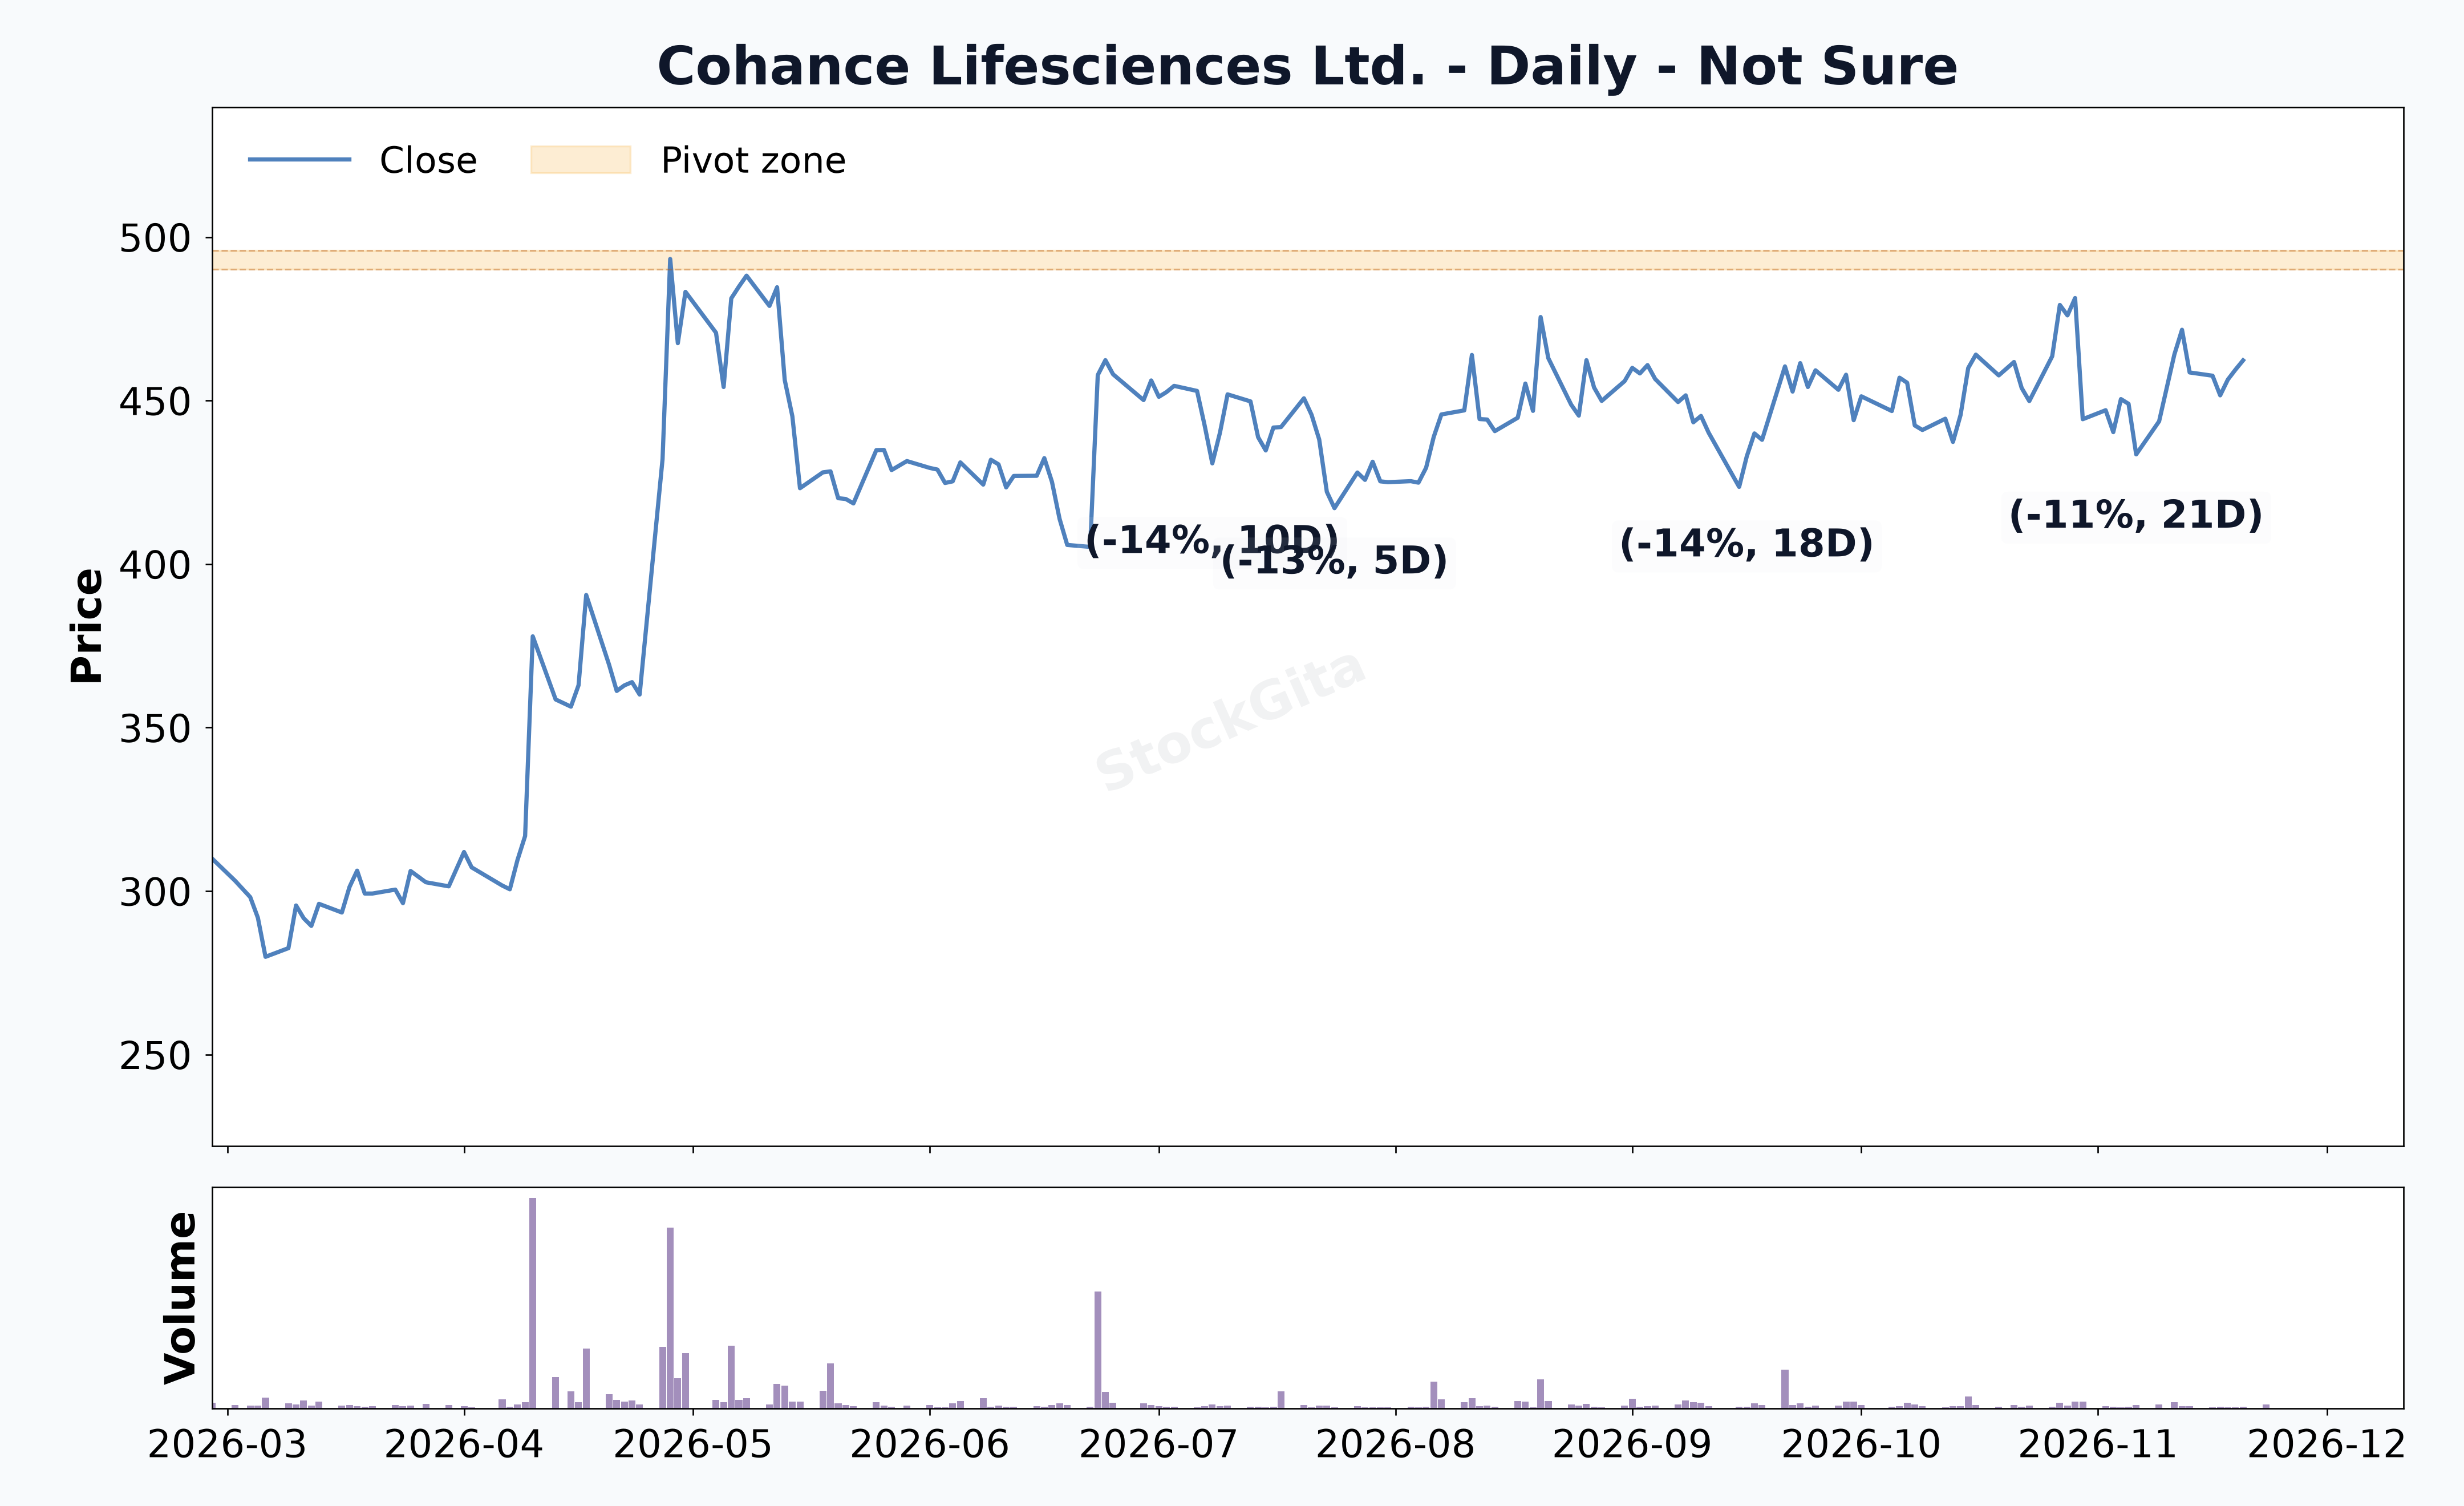 Cohance Lifesciences Ltd. - Daily - Not Sure
Close
Pivot zone
Price
500
450
400
350
300
250
(-14%, 10D)
(-13%, 5D)
(-14%, 18D)
(-11%, 21D)
StockGita
Volume
2026-03
2026-04
2026-05
2026-06
2026-07
2026-08
2026-09
2026-10
2026-11
2026-12